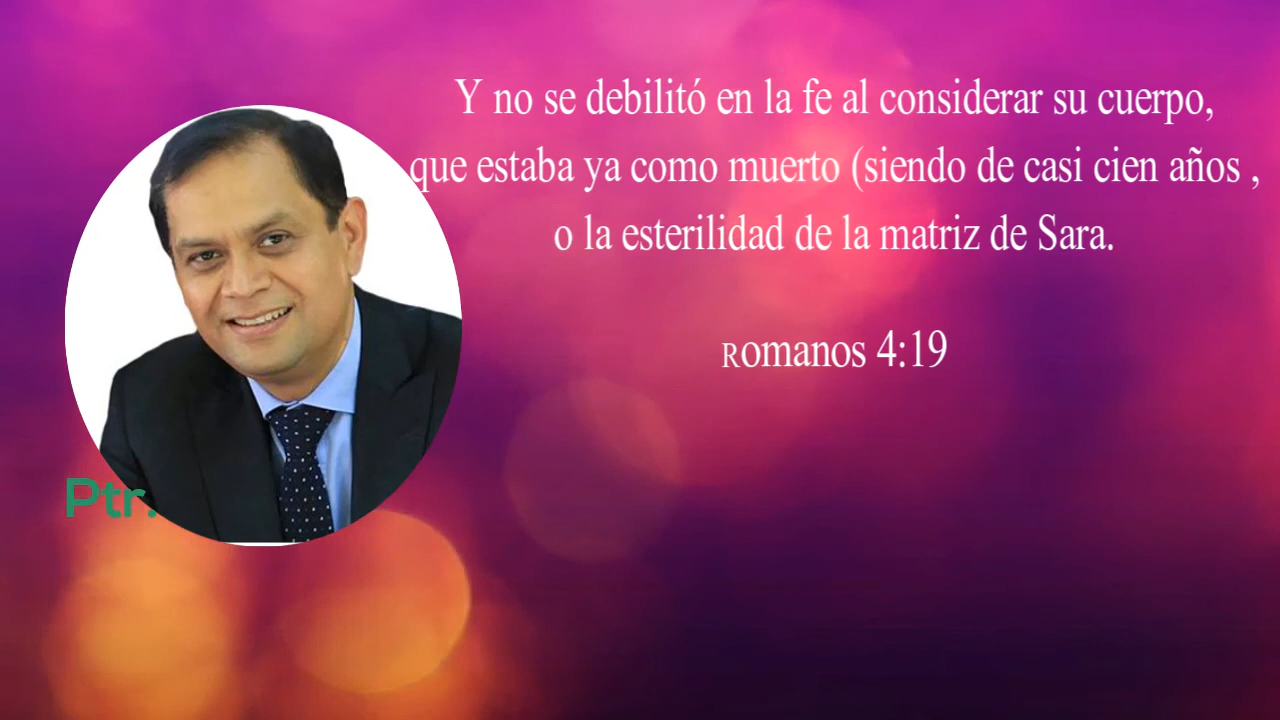 Y no se debilitó en la fe al considerar su cuerpo,
que estaba ya como muerto (siendo de casi cien años ,
o la esterilidad de la matriz de Sara.
Romanos 4:19
Ptr.